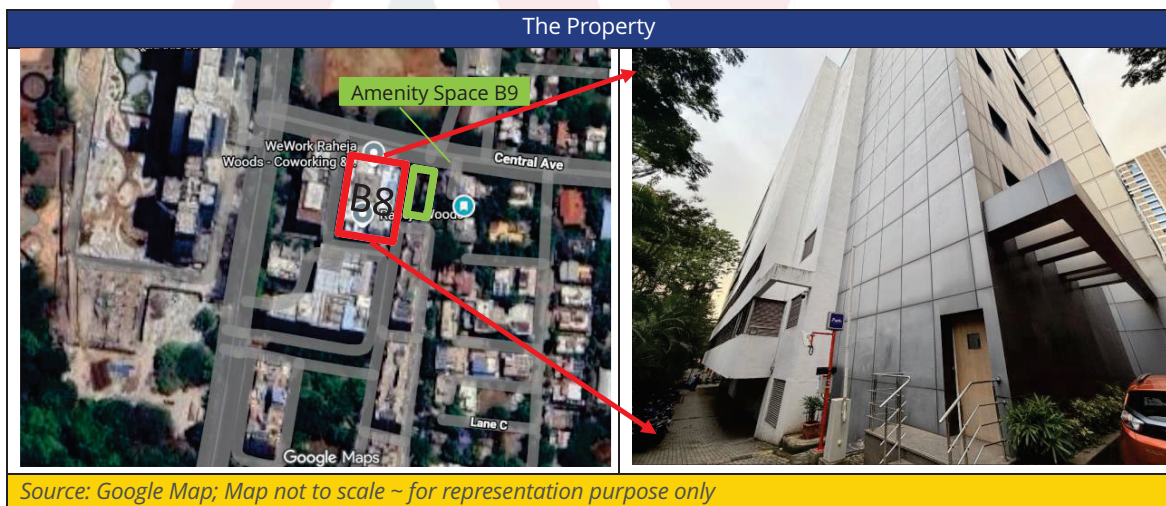 The Property
Amenity Space B9
WeWork Raheja
Woods - Coworking &
Central Ave
B8
Woods
Lane C
Google Maps
Source: Google Map; Map not to scale ~ for representation purpose only